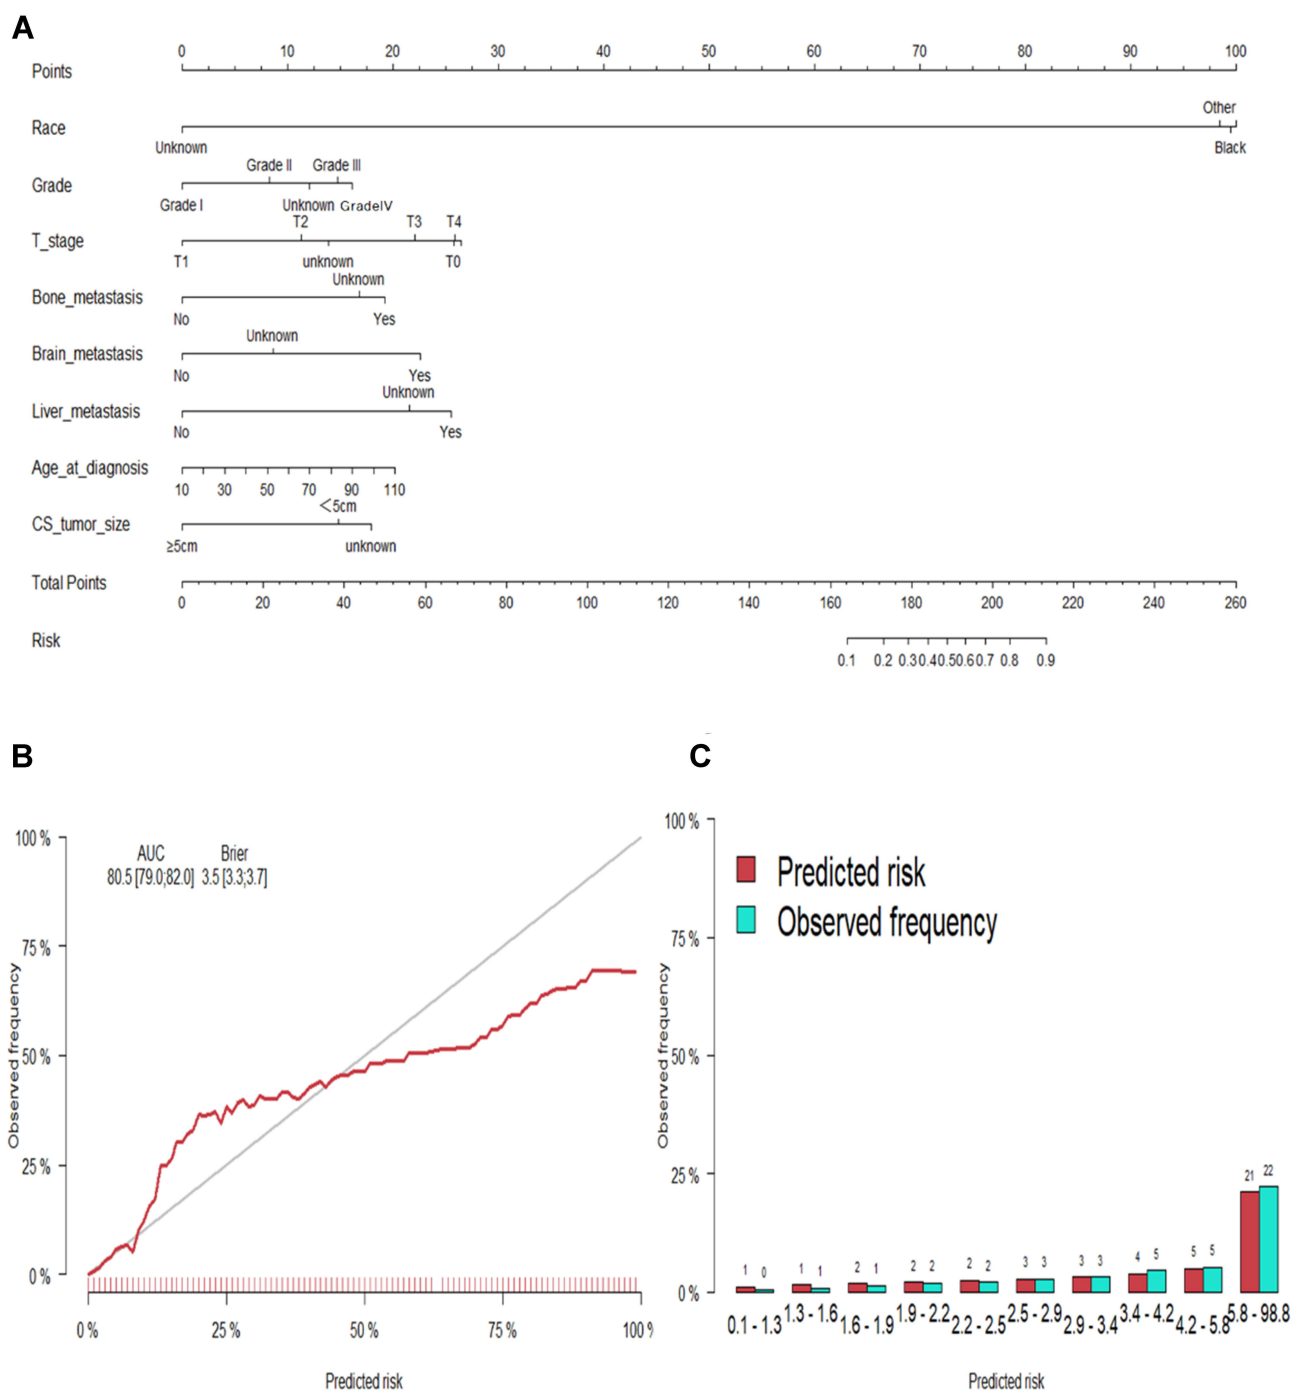 A
0 10 20 30 40 50 60 70 80 90 100
Points
Other
Race
Unknown Black
Grade II Grade III
Grade
Grade I Unknown GradeIV
T2 T3 T4
T_stage
T1 unknown T0
Unknown
Bone_metastasis
No Yes
Unknown
Brain_metastasis
No Yes
Unknown
Liver_metastasis
No Yes
Age_at_diagnosis
10 30 50 70 90 110
<5cm
CS_tumor_size
≥5cm unknown
Total Points
0 20 40 60 80 100 120 140 160 180 200 220 240 260
Risk
0.1 0.2 0.3 0.4 0.5 0.6 0.7 0.8 0.9
B
100 %
75 %
50 %
25 %
0 %
Observed frequency
AUC Brier
80.5 [79.0;82.0] 3.5 [3.3;3.7]
0 % 25 % 50 % 75 % 100 %
Predicted risk
C
100 %
75 %
50 %
25 %
0 %
Observed frequency
Predicted risk
Observed frequency
1 0 1 1 2 1 2 2 2 2 3 3 3 3 4 5 5 5 21 22
0.1 - 1.3 1.3 - 1.6 1.6 - 1.9 1.9 - 2.2 2.2 - 2.5 2.5 - 2.9 2.9 - 3.4 3.4 - 4.2 4.2 - 5.8 5.8 - 98.8
Predicted risk